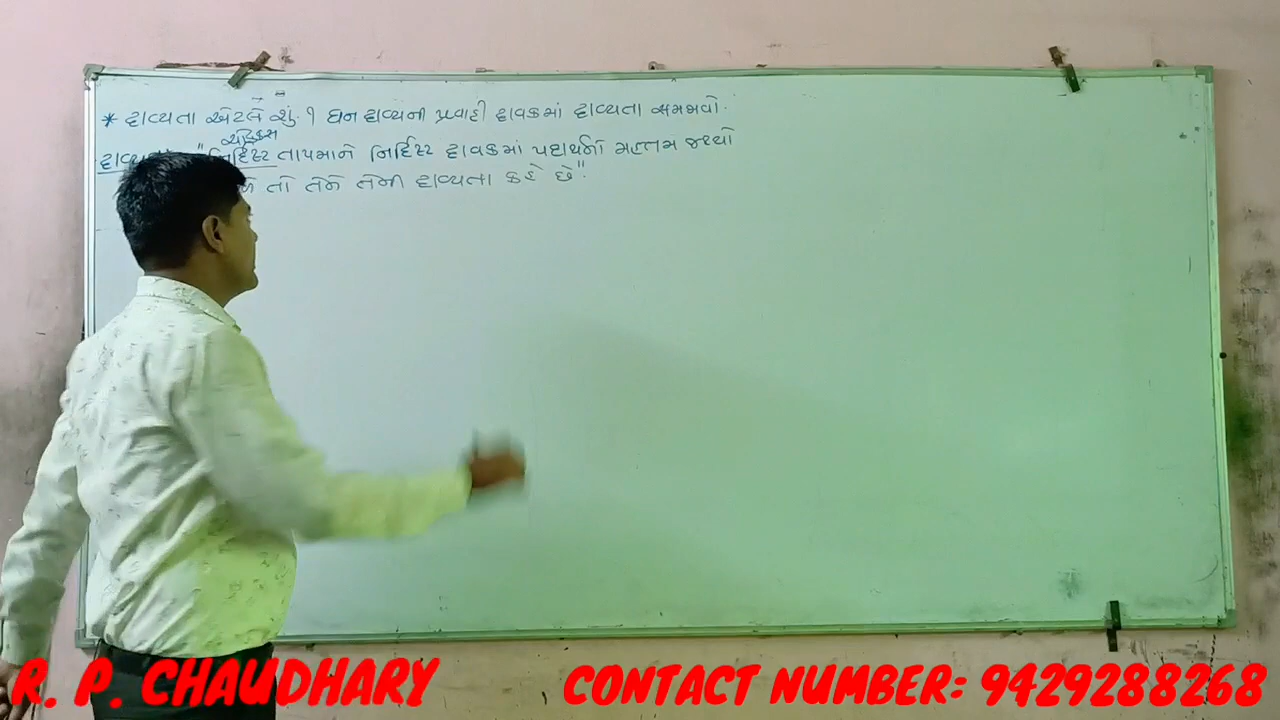 * દ્રાવ્યતા એટલે શું. ? ઘન દ્રાવ્યની પ્રવાહી દ્રાવકમાં દ્રાવ્યતા સમજાવો.
ચોક્કસ
"નિર્દિષ્ટ તાપમાને નિર્દિષ્ટ દ્રાવકમાં પદાર્થનો મહત્તમ જથ્થો
તો તેને તેની દ્રાવ્યતા કહે છે"
R. P. CHAUDHARY CONTACT NUMBER: 9429288268